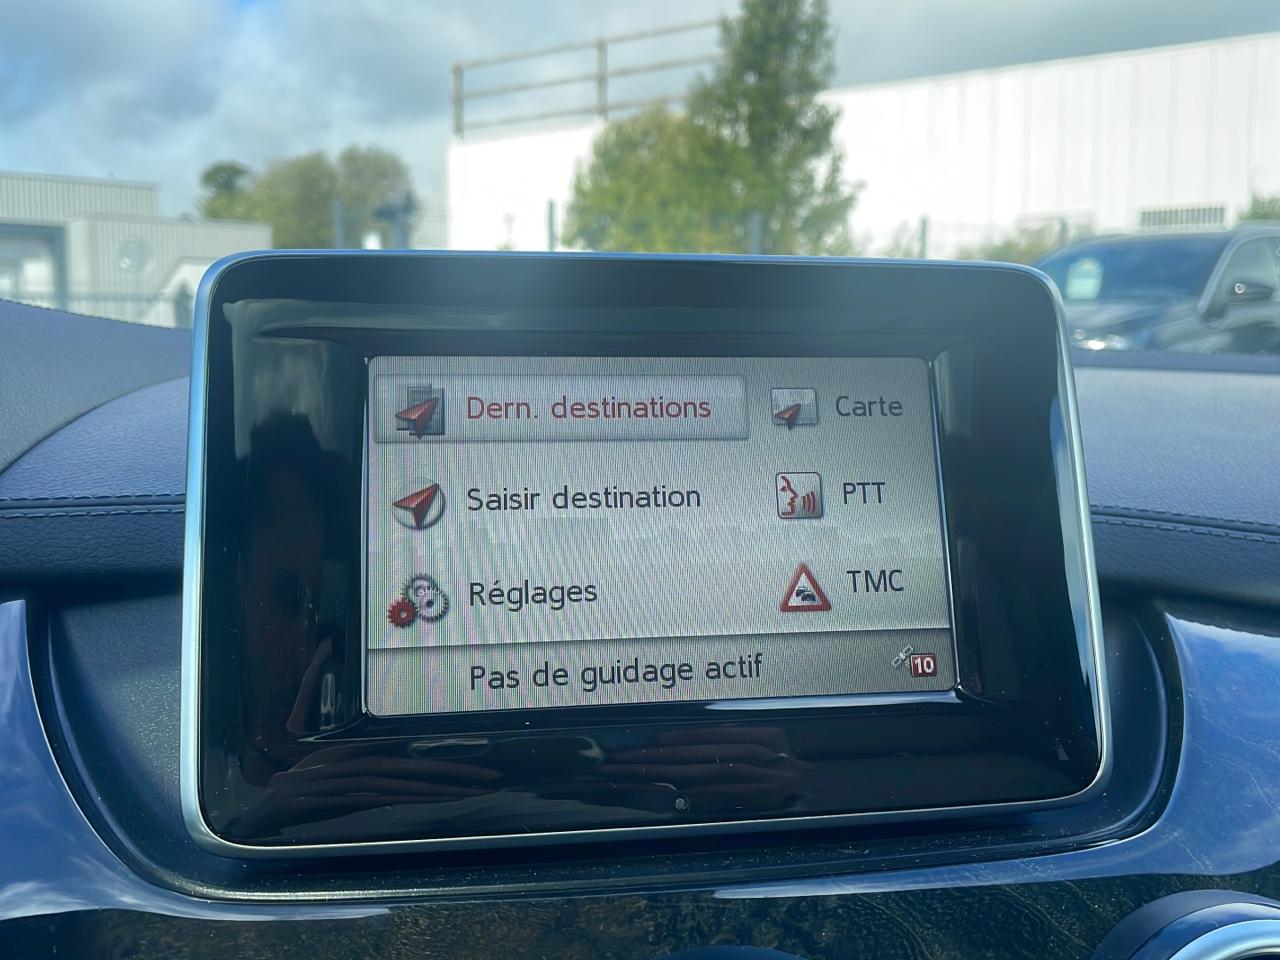 Dern. destinations
Carte
Saisir destination
PTT
Réglages
TMC
Pas de guidage actif
10